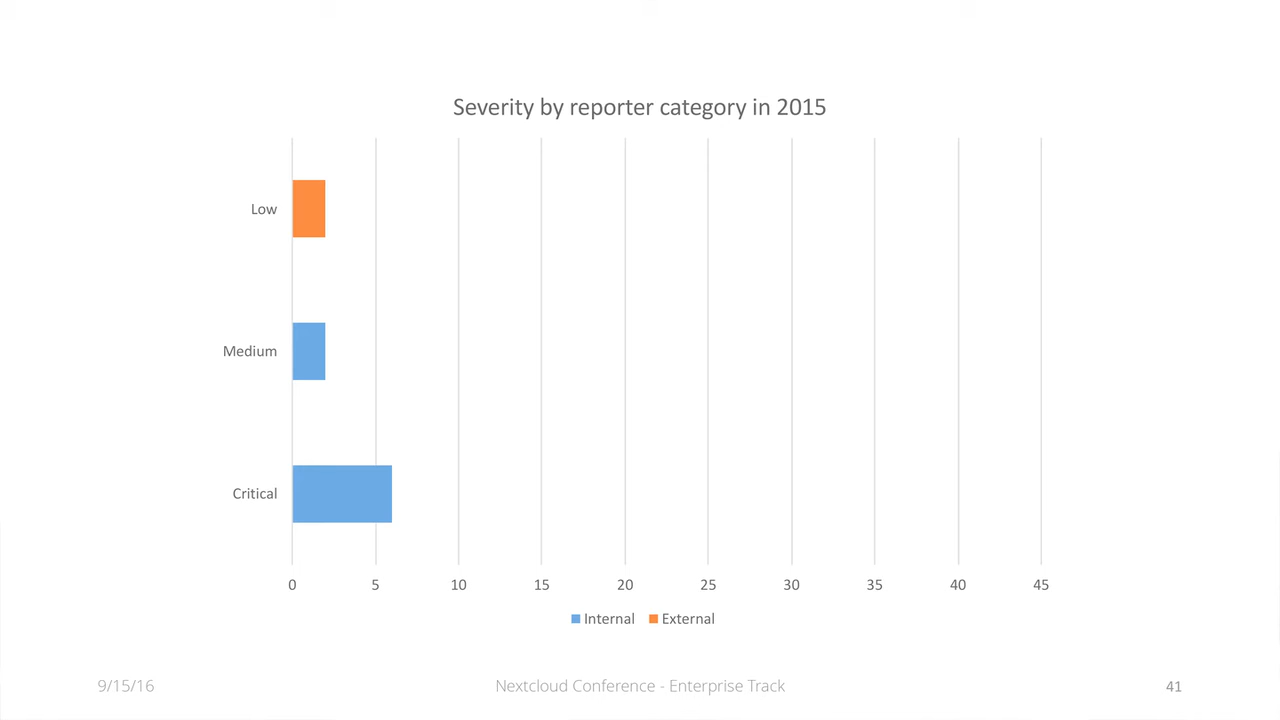 Severity by reporter category in 2015
Low
Medium
Critical
0 5 10 15 20 25 30 35 40 45
Internal External
9/15/16 Nextcloud Conference - Enterprise Track 41